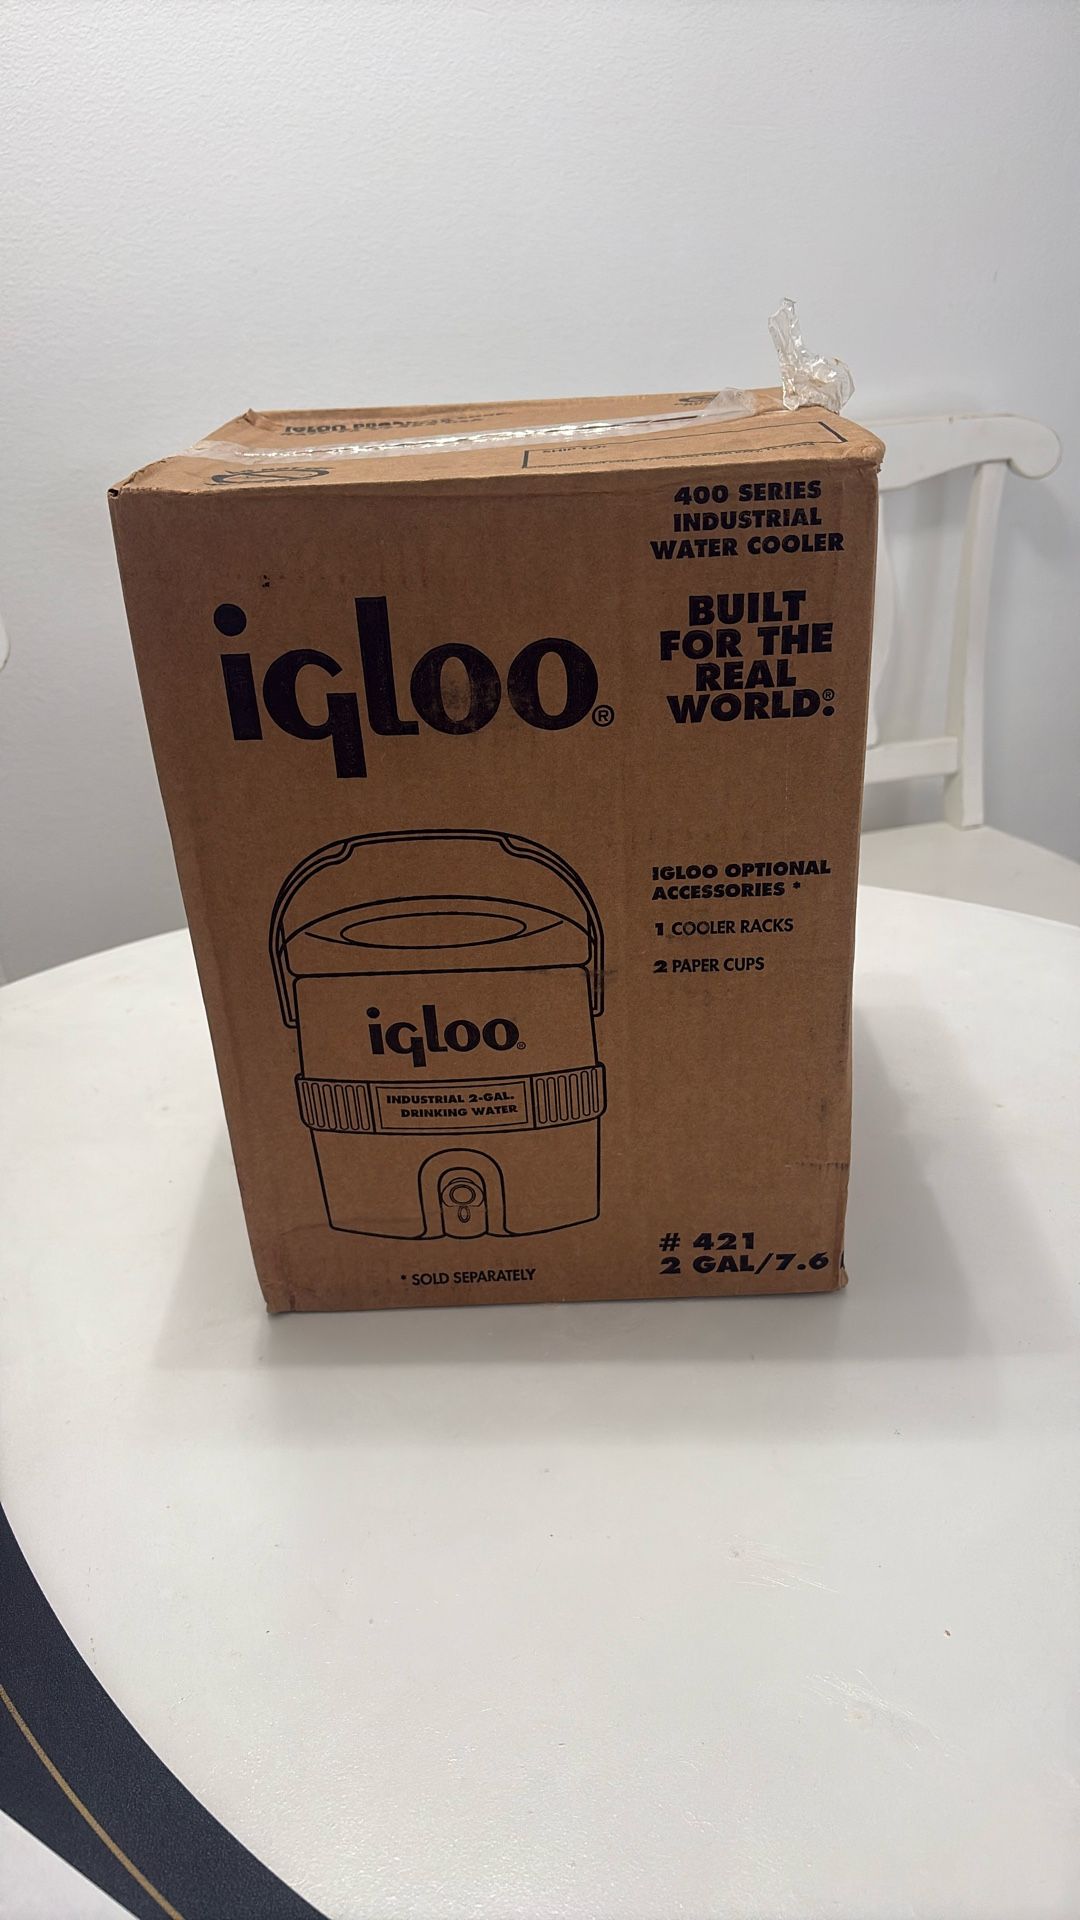 400 SERIES
INDUSTRIAL
WATER COOLER
igloo®
BUILT
FOR THE
REAL
WORLD.®
IGLOO OPTIONAL
ACCESSORIES *
1 COOLER RACKS
2 PAPER CUPS
igloo®
INDUSTRIAL 2-GAL.
DRINKING WATER
# 421
2 GAL/7.6
* SOLD SEPARATELY